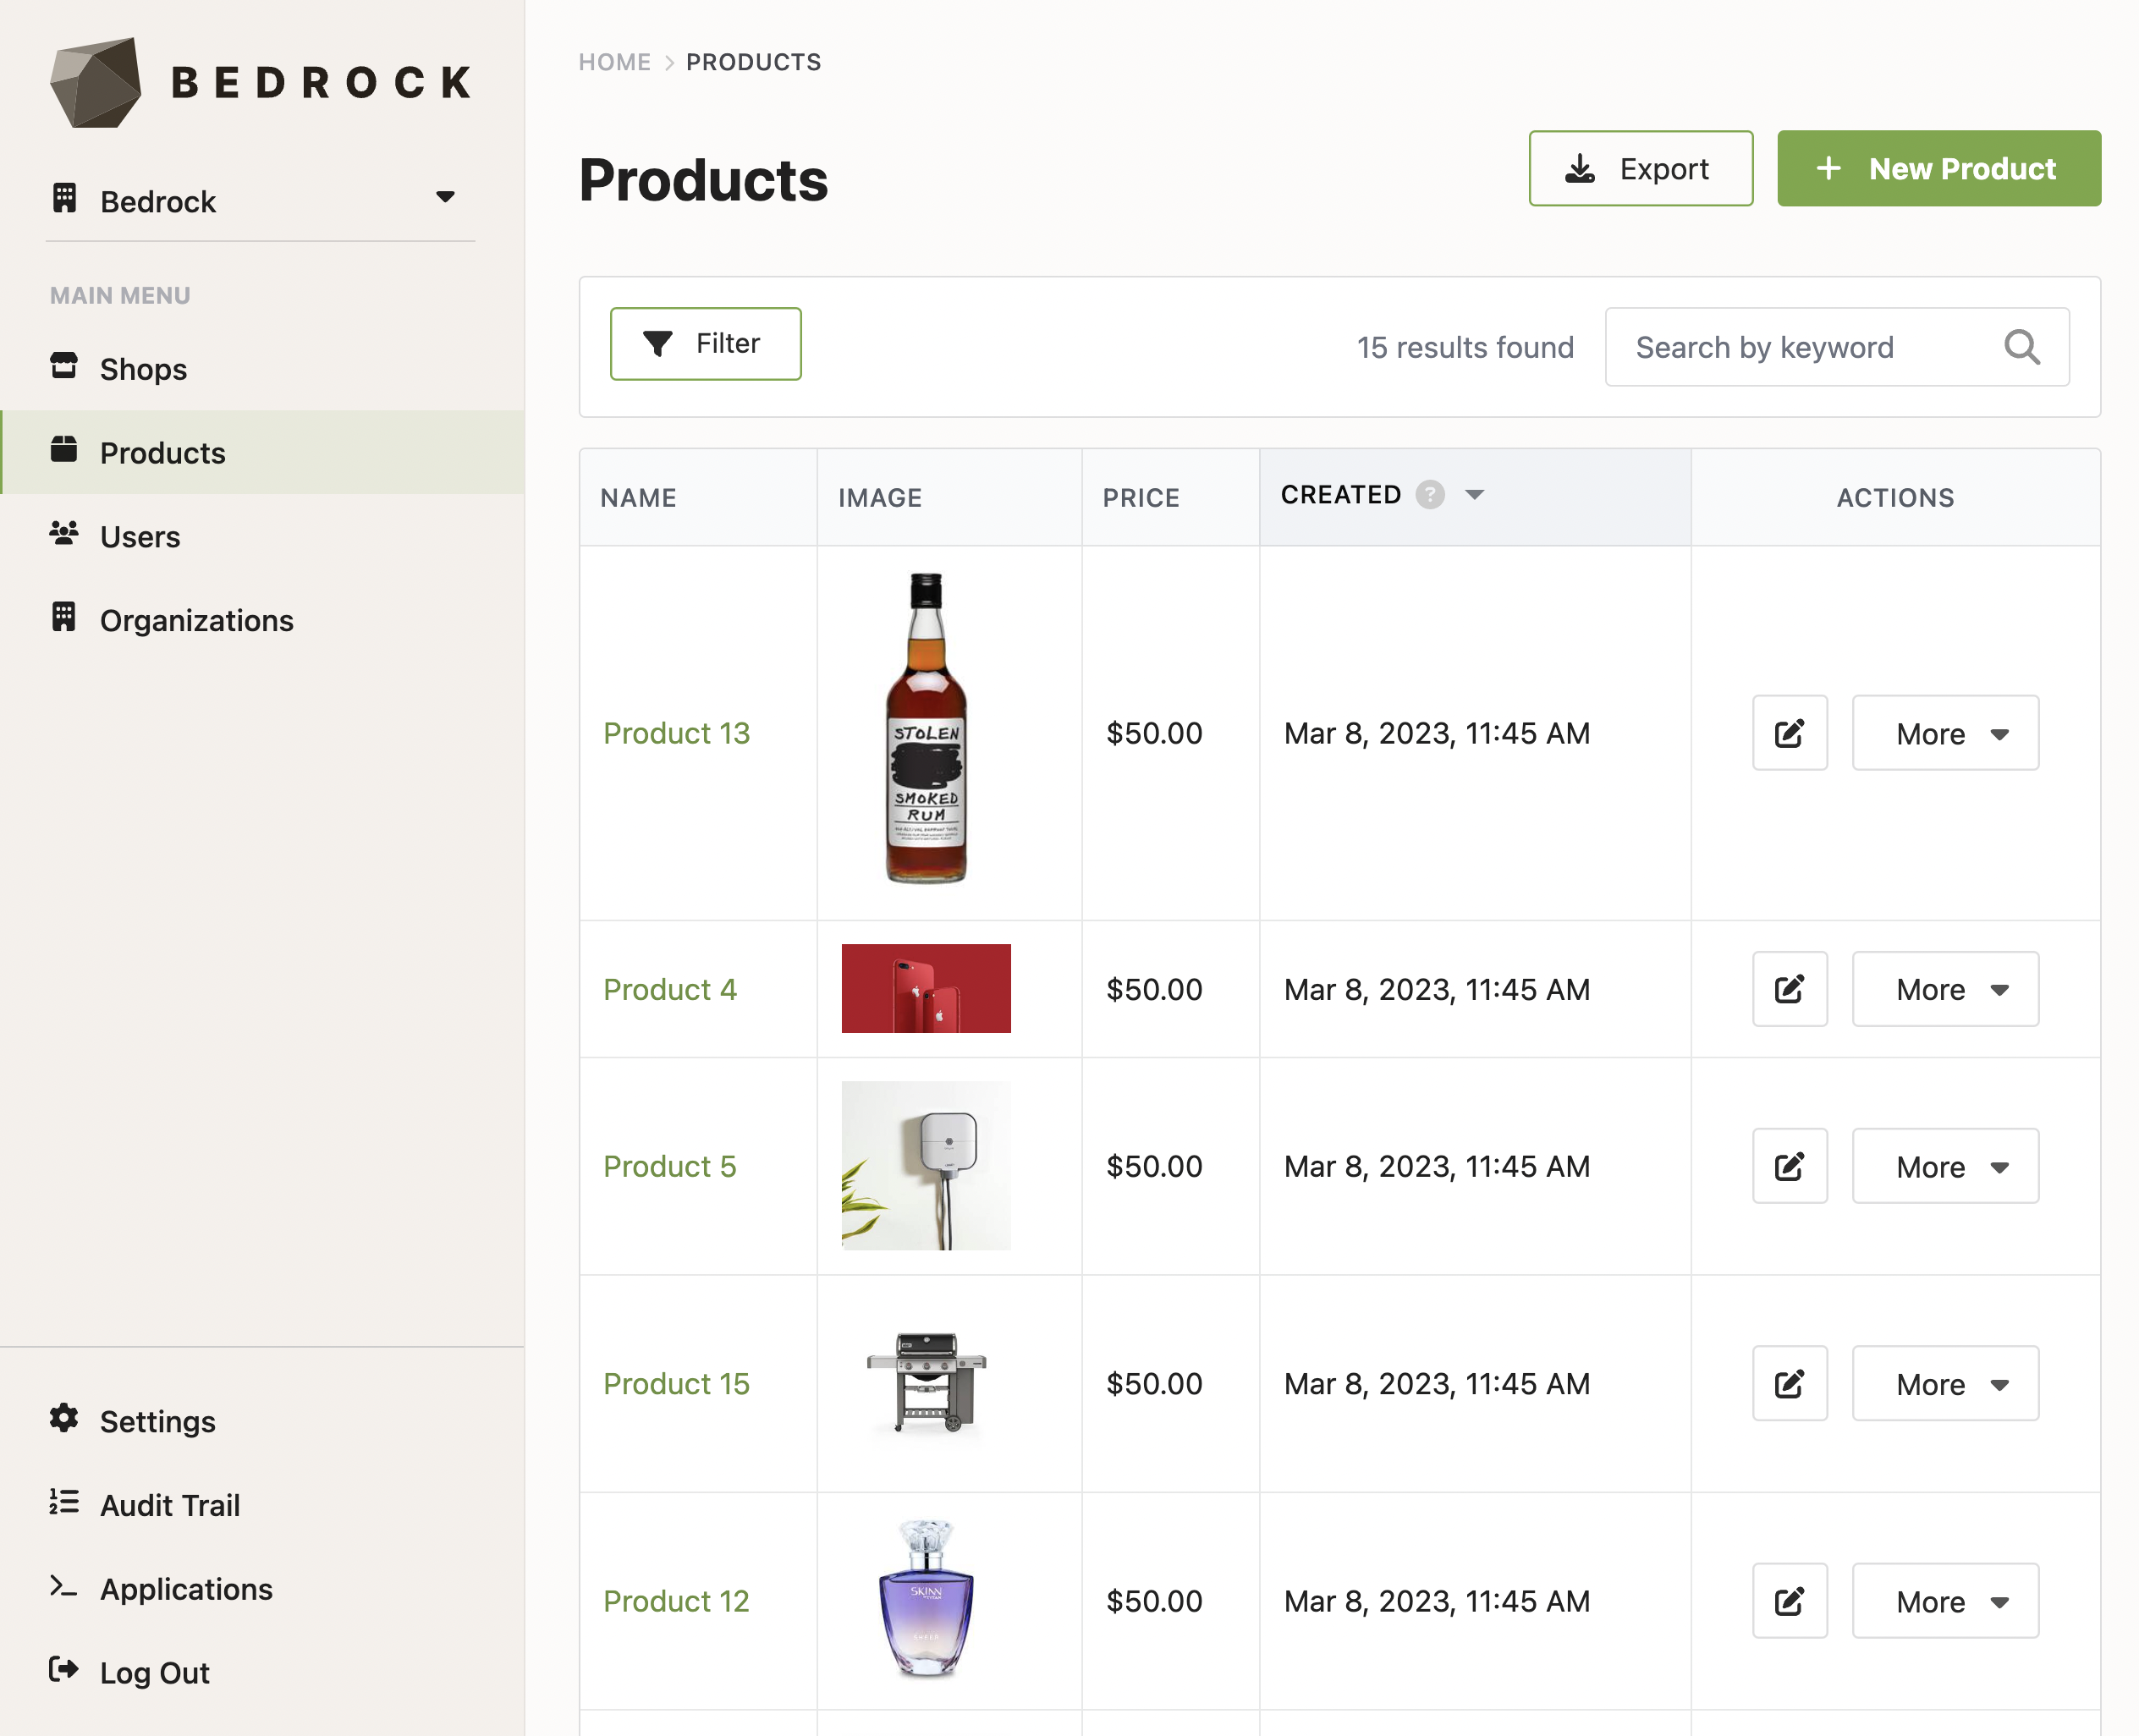 BEDROCK
Bedrock
MAIN MENU
Shops
Products
Users
Organizations
Settings
Audit Trail
Applications
Log Out
HOME > PRODUCTS
Products
Export
+ New Product
Filter
15 results found
Search by keyword
NAME IMAGE PRICE CREATED ? ACTIONS
STOLEN
SMOKED
RUM
Product 13 $50.00 Mar 8, 2023, 11:45 AM More
Product 4 $50.00 Mar 8, 2023, 11:45 AM More
Product 5 $50.00 Mar 8, 2023, 11:45 AM More
Product 15 $50.00 Mar 8, 2023, 11:45 AM More
SKINN
SHEER
Product 12 $50.00 Mar 8, 2023, 11:45 AM More